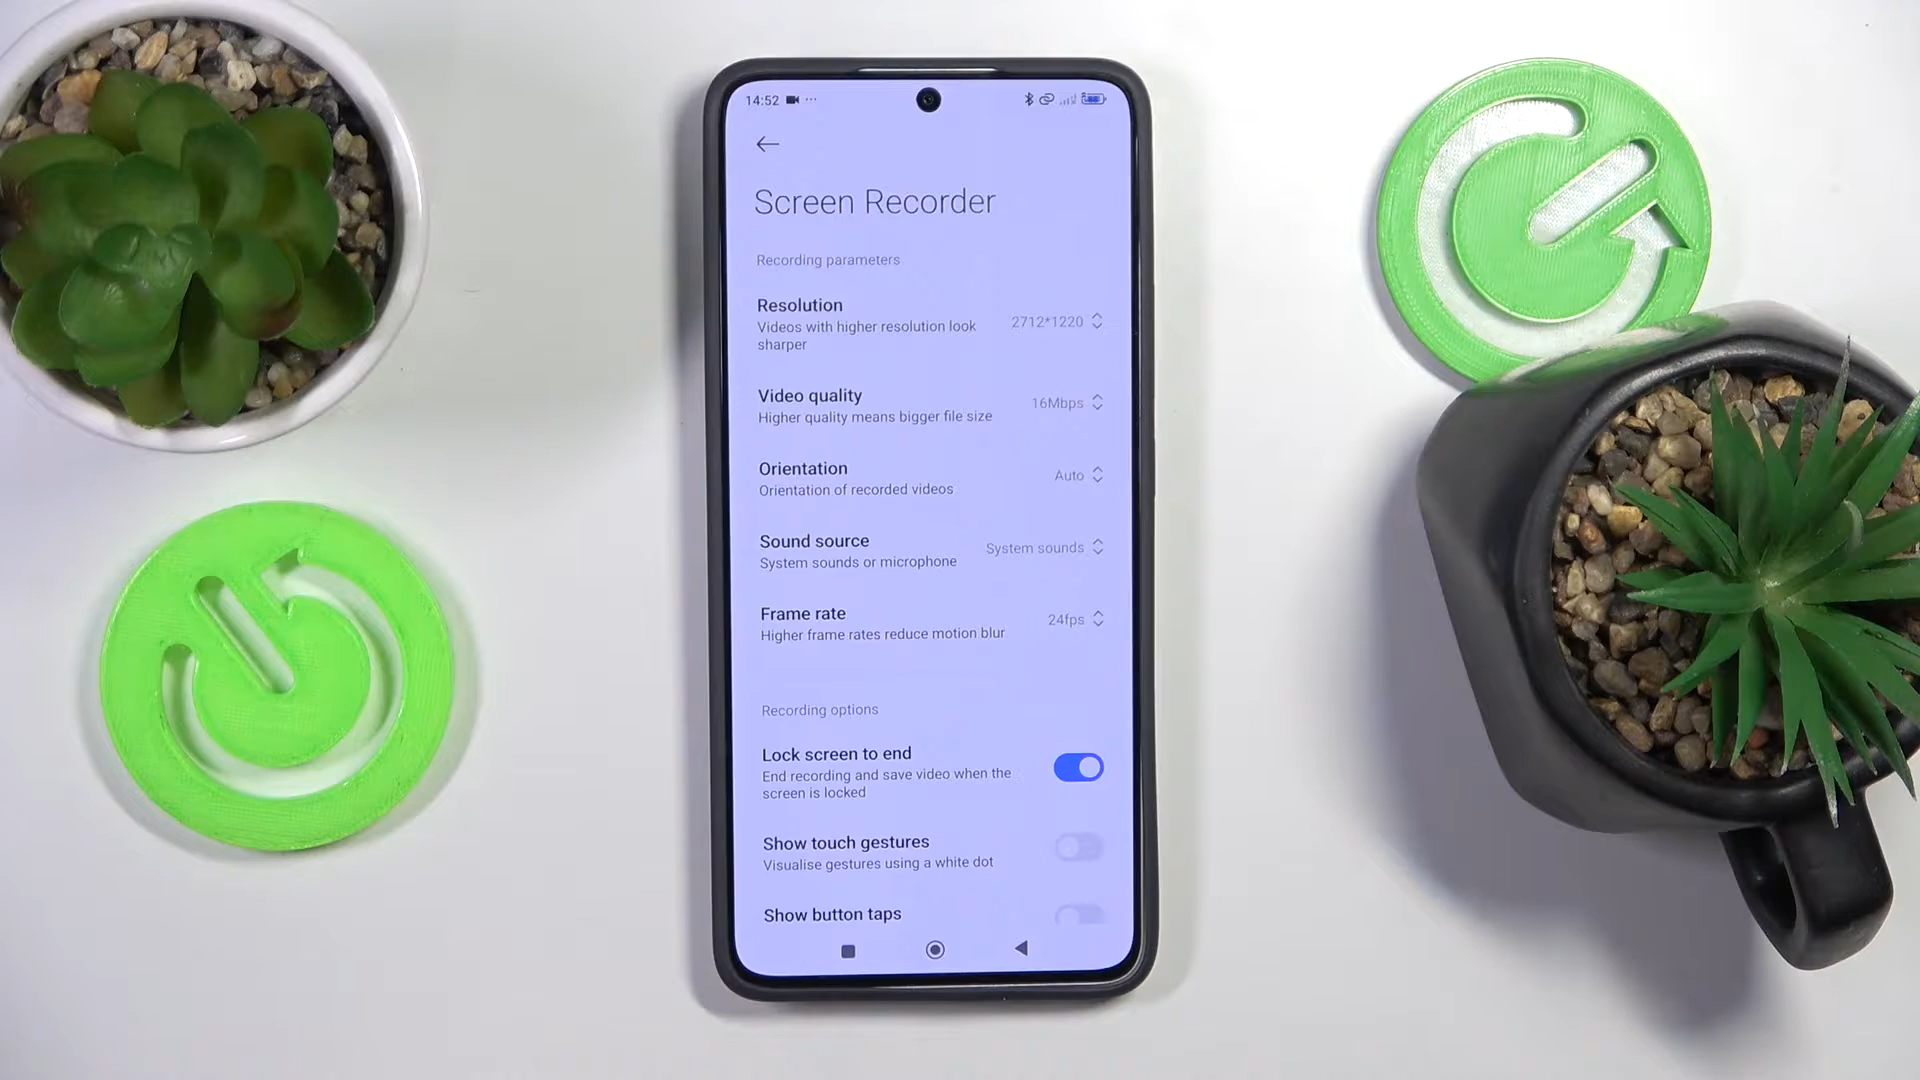 14:52
Screen Recorder
Recording parameters
Resolution
Videos with higher resolution look
sharper
2712*1220
Video quality
Higher quality means bigger file size
16Mbps
Orientation
Orientation of recorded videos
Auto
Sound source
System sounds or microphone
System sounds
Frame rate
Higher frame rates reduce motion blur
24fps
Recording options
Lock screen to end
End recording and save video when the
screen is locked
Show touch gestures
Visualise gestures using a white dot
Show button taps